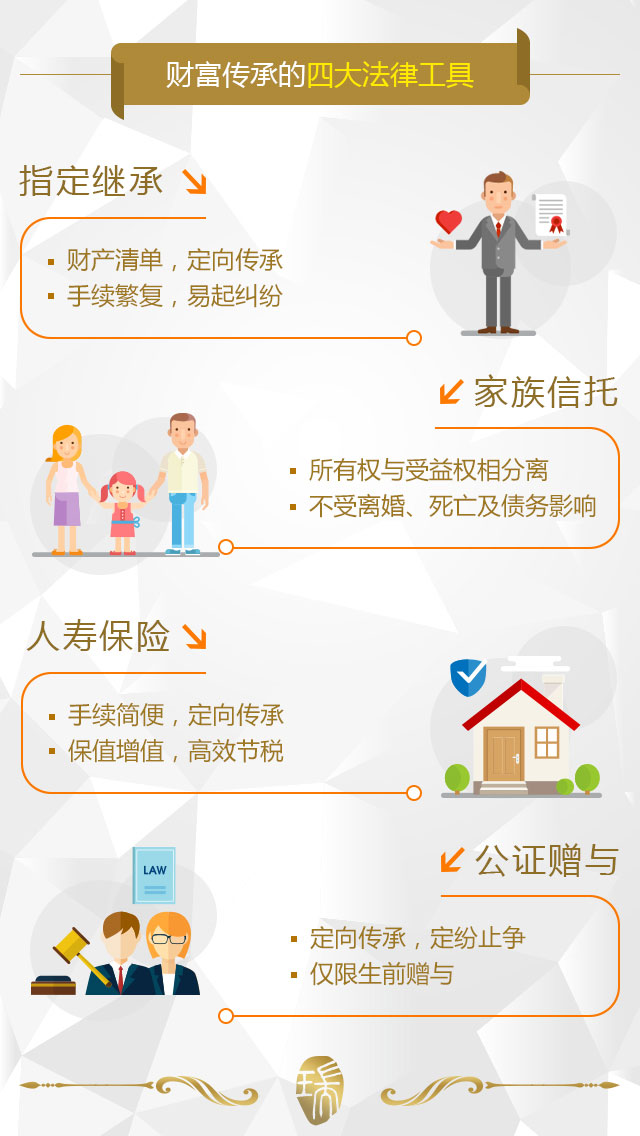 财富传承的四大法律工具
指定继承
财产清单，定向传承
手续繁复，易起纠纷
家族信托
所有权与受益权相分离
不受离婚、死亡及债务影响
人寿保险
手续简便，定向传承
保值增值，高效节税
LAW
公证赠与
定向传承，定纷止争
仅限生前赠与
瑞